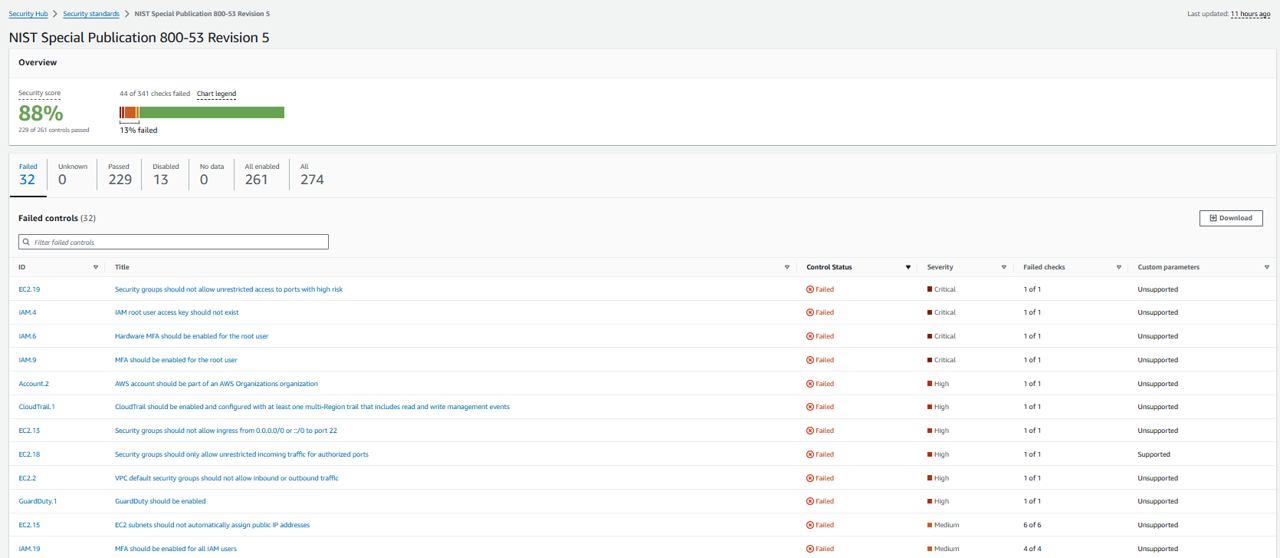 Security Hub > Security standards > NIST Special Publication 800-53 Revision 5
Last updated: 11 hours ago
NIST Special Publication 800-53 Revision 5
Overview
Security score
88%
229 of 261 controls passed
44 of 341 checks failed Chart legend
13% failed
Failed Unknown Passed Disabled No data All enabled All
32 0 229 13 0 261 274
Failed controls (32)
Download
Filter failed controls
ID Title Control Status Severity Failed checks Custom parameters
EC2.19 Security groups should not allow unrestricted access to ports with high risk Failed Critical 1 of 1 Unsupported
IAM.4 IAM root user access key should not exist Failed Critical 1 of 1 Unsupported
IAM.6 Hardware MFA should be enabled for the root user Failed Critical 1 of 1 Unsupported
IAM.9 MFA should be enabled for the root user Failed Critical 1 of 1 Unsupported
Account.2 AWS account should be part of an AWS Organizations organization Failed High 1 of 1 Unsupported
CloudTrail.1 CloudTrail should be enabled and configured with at least one multi-Region trail that includes read and write management events Failed High 1 of 1 Unsupported
EC2.13 Security groups should not allow ingress from 0.0.0.0/0 or ::/0 to port 22 Failed High 1 of 1 Unsupported
EC2.18 Security groups should only allow unrestricted incoming traffic for authorized ports Failed High 1 of 1 Supported
EC2.2 VPC default security groups should not allow inbound or outbound traffic Failed High 1 of 1 Unsupported
GuardDuty.1 GuardDuty should be enabled Failed High 1 of 1 Unsupported
EC2.15 EC2 subnets should not automatically assign public IP addresses Failed Medium 6 of 6 Unsupported
IAM.19 MFA should be enabled for all IAM users Failed Medium 4 of 4 Unsupported